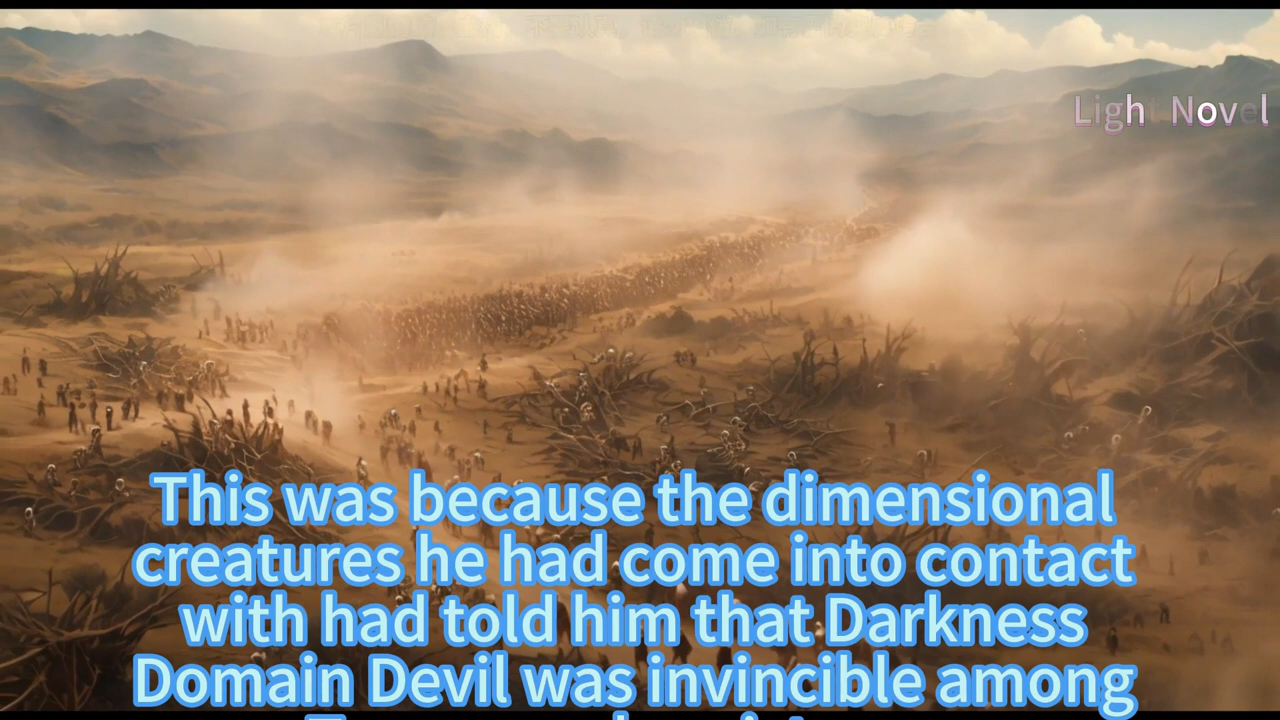 Light Novel
This was because the dimensional
creatures he had come into contact
with had told him that Darkness
Domain Devil was invincible among